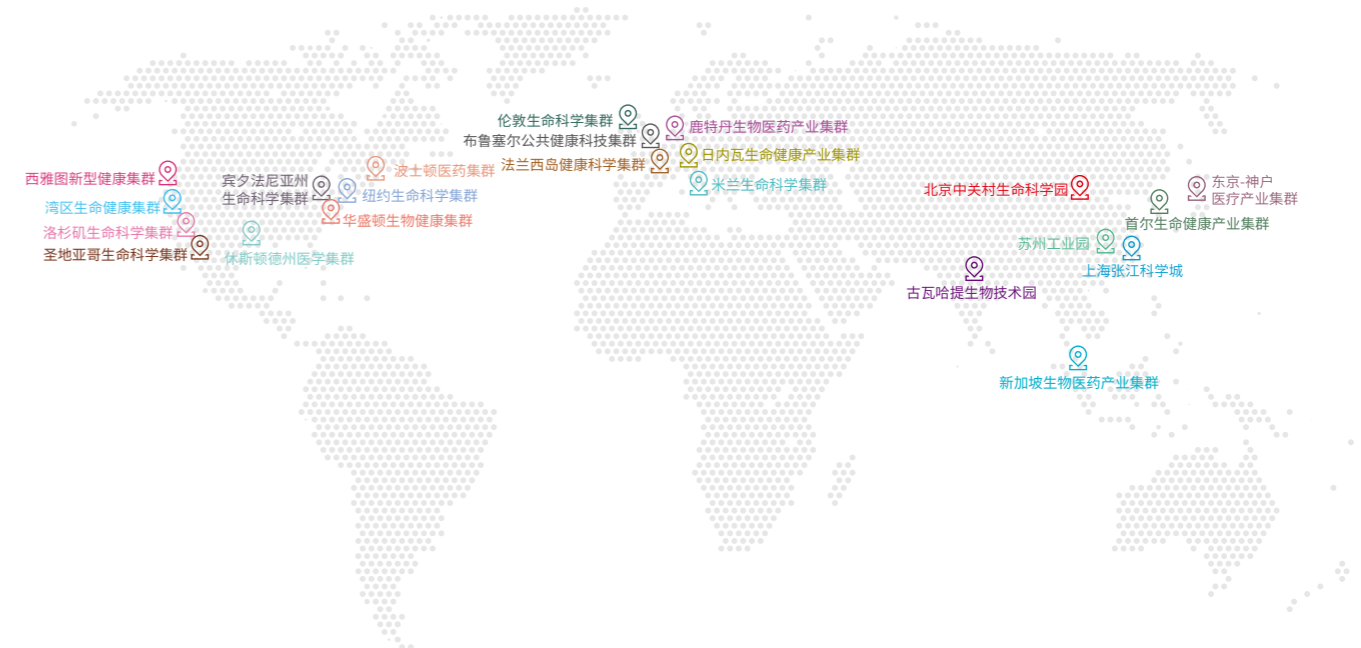 伦敦生命科学集群
鹿特丹生物医药产业集群
布鲁塞尔公共健康科技集群
日内瓦生命健康产业集群
法兰西岛健康科学集群
米兰生命科学集群
波士顿医药集群
西雅图新型健康集群
宾夕法尼亚州
生命科学集群
纽约生命科学集群
湾区生命健康集群
华盛顿生物健康集群
洛杉矶生命科学集群
圣地亚哥生命科学集群
休斯顿德州医学集群
北京中关村生命科学园
东京-神户
医疗产业集群
首尔生命健康产业集群
苏州工业园
上海张江科学城
古瓦哈提生物技术园
新加坡生物医药产业集群